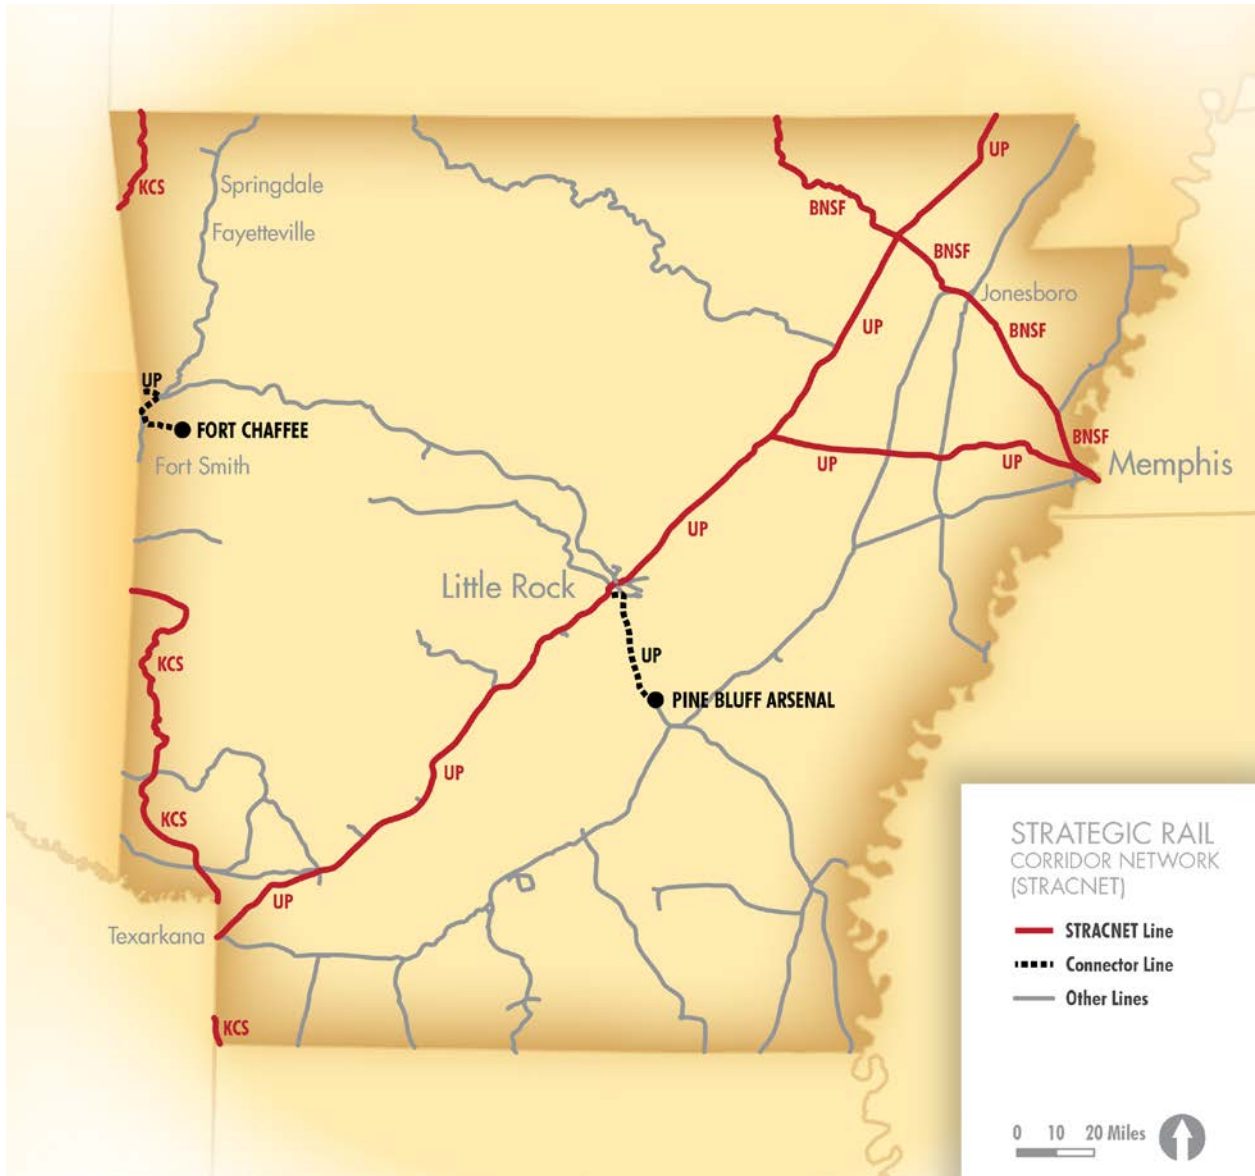 UP
KCS
Springdale
BNSF
Fayetteville
BNSF
Jonesboro
UP
BNSF
UP
FORT CHAFFEE
BNSF
Fort Smith
UP
UP
Memphis
UP
Little Rock
KCS
UP
PINE BLUFF ARSENAL
UP
KCS
UP
Texarkana
KCS
STRATEGIC RAIL
CORRIDOR NETWORK
(STRACNET)
STRACNET Line
Connector Line
Other Lines
0 10 20 Miles